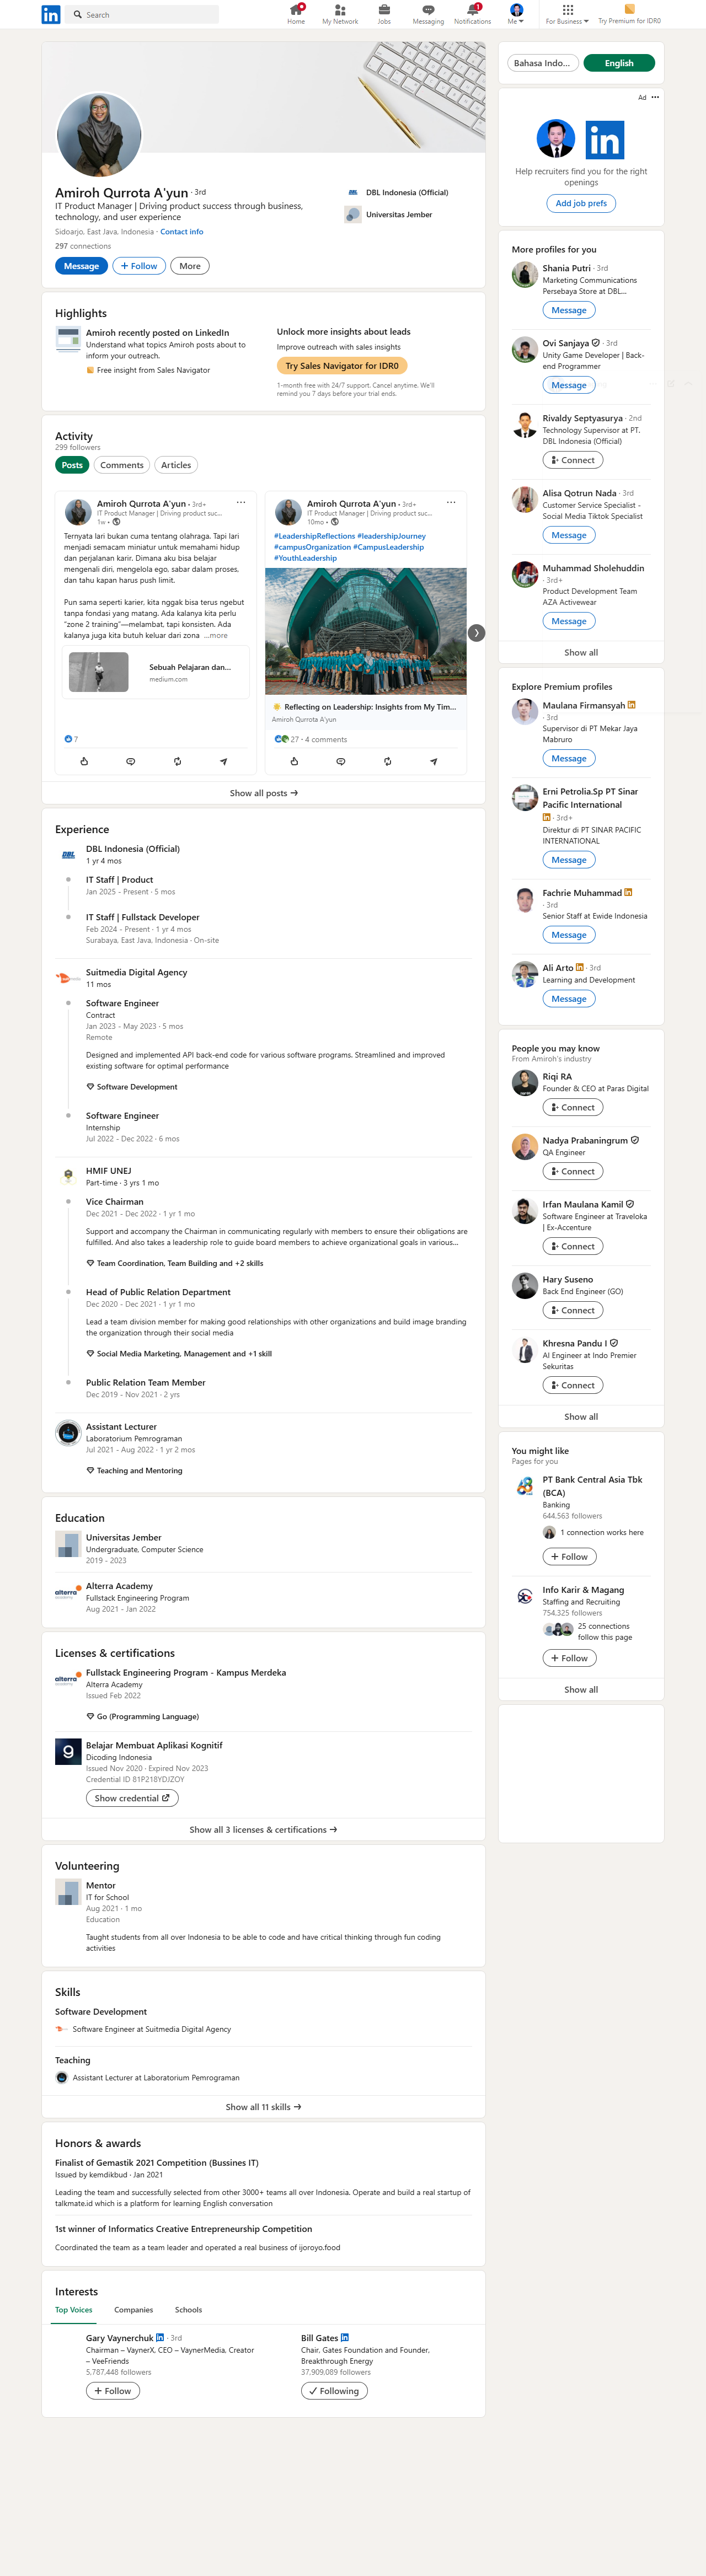 Search
Home
My Network
Jobs
Messaging
1
Notifications
Me
For Business
Try Premium for IDR0
Amiroh Qurrota A'yun · 3rd
IT Product Manager | Driving product success through business,
technology, and user experience
Sidoarjo, East Java, Indonesia · Contact info
297 connections
Message
Follow
More
DBL Indonesia (Official)
Universitas Jember
Highlights
Amiroh recently posted on LinkedIn
Understand what topics Amiroh posts about to
inform your outreach.
Free insight from Sales Navigator
Unlock more insights about leads
Improve outreach with sales insights
Try Sales Navigator for IDR0
1-month free with 24/7 support. Cancel anytime. We'll
remind you 7 days before your trial ends.
Activity
299 followers
Posts
Comments
Articles
Amiroh Qurrota A'yun • 3rd+
IT Product Manager | Driving product suc...
1w •
Ternyata lari bukan cuma tentang olahraga. Tapi lari
menjadi semacam miniatur untuk memahami hidup
dan perjalanan karir. Dimana aku bisa belajar
mengenali diri, mengelola ego, sabar dalam proses,
dan tahu kapan harus push limit.
Pun sama seperti karier, kita nggak bisa terus ngebut
tanpa fondasi yang matang. Ada kalanya kita perlu
“zone 2 training”—melambat, tapi konsisten. Ada
kalanya juga kita butuh keluar dari zona ...more
Sebuah Pelajaran dan...
medium.com
7
Amiroh Qurrota A'yun • 3rd+
IT Product Manager | Driving product suc...
10mo •
#LeadershipReflections #leadershipJourney
#campusOrganization #CampusLeadership
#YouthLeadership
Reflecting on Leadership: Insights from My Tim...
Amiroh Qurrota A'yun
27 · 4 comments
Show all posts
Experience
DBL
DBL Indonesia (Official)
1 yr 4 mos
IT Staff | Product
Jan 2025 - Present · 5 mos
IT Staff | Fullstack Developer
Feb 2024 - Present · 1 yr 4 mos
Surabaya, East Java, Indonesia · On-site
Suitmedia Digital Agency
11 mos
Software Engineer
Contract
Jan 2023 - May 2023 · 5 mos
Remote
Designed and implemented API back-end code for various software programs. Streamlined and improved
existing software for optimal performance
Software Development
Software Engineer
Internship
Jul 2022 - Dec 2022 · 6 mos
HMIF UNEJ
Part-time · 3 yrs 1 mo
Vice Chairman
Dec 2021 - Dec 2022 · 1 yr 1 mo
Support and accompany the Chairman in communicating regularly with members to ensure their obligations are
fulfilled. And also takes a leadership role to guide board members to achieve organizational goals in various...
Team Coordination, Team Building and +2 skills
Head of Public Relation Department
Dec 2020 - Dec 2021 · 1 yr 1 mo
Lead a team division member for making good relationships with other organizations and build image branding
the organization through their social media
Social Media Marketing, Management and +1 skill
Public Relation Team Member
Dec 2019 - Nov 2021 · 2 yrs
Assistant Lecturer
Laboratorium Pemrograman
Jul 2021 - Aug 2022 · 1 yr 2 mos
Teaching and Mentoring
Education
Universitas Jember
Undergraduate, Computer Science
2019 - 2023
alterra
academy
Alterra Academy
Fullstack Engineering Program
Aug 2021 - Jan 2022
Licenses & certifications
alterra
academy
Fullstack Engineering Program - Kampus Merdeka
Alterra Academy
Issued Feb 2022
Go (Programming Language)
Belajar Membuat Aplikasi Kognitif
Dicoding Indonesia
Issued Nov 2020 · Expired Nov 2023
Credential ID 81P218YDJZOY
Show credential
Show all 3 licenses & certifications
Volunteering
Mentor
IT for School
Aug 2021 · 1 mo
Education
Taught students from all over Indonesia to be able to code and have critical thinking through fun coding
activities
Skills
Software Development
Software Engineer at Suitmedia Digital Agency
Teaching
Assistant Lecturer at Laboratorium Pemrograman
Show all 11 skills
Honors & awards
Finalist of Gemastik 2021 Competition (Bussines IT)
Issued by kemdikbud · Jan 2021
Leading the team and successfully selected from other 3000+ teams all over Indonesia. Operate and build a real startup of
talkmate.id which is a platform for learning English conversation
1st winner of Informatics Creative Entrepreneurship Competition
Coordinated the team as a team leader and operated a real business of ijoroyo.food
Interests
Top Voices
Companies
Schools
Gary Vaynerchuk · 3rd
Chairman – VaynerX, CEO – VaynerMedia, Creator
– VeeFriends
5,787,448 followers
Follow
Bill Gates
Chair, Gates Foundation and Founder,
Breakthrough Energy
37,909,089 followers
Following
Bahasa Indo...
English
Ad
in
Help recruiters find you for the right
openings
Add job prefs
More profiles for you
Shania Putri · 3rd
Marketing Communications
Persebaya Store at DBL...
Message
Ovi Sanjaya · 3rd
Unity Game Developer | Back-
end Programmer
Message
Rivaldy Septyasurya · 2nd
Technology Supervisor at PT.
DBL Indonesia (Official)
Connect
Alisa Qotrun Nada · 3rd
Customer Service Specialist -
Social Media Tiktok Specialist
Message
Muhammad Sholehuddin
· 3rd+
Product Development Team
AZA Activewear
Message
Show all
Explore Premium profiles
Maulana Firmansyah
· 3rd
Supervisor di PT Mekar Jaya
Mabruro
Message
Erni Petrolia.Sp PT Sinar
Pacific International
· 3rd+
Direktur di PT SINAR PACIFIC
INTERNATIONAL
Message
Fachrie Muhammad
· 3rd
Senior Staff at Ewide Indonesia
Message
Ali Arto · 3rd
Learning and Development
Message
People you may know
From Amiroh's industry
Riqi RA
Founder & CEO at Paras Digital
Connect
Nadya Prabaningrum
QA Engineer
Connect
Irfan Maulana Kamil
Software Engineer at Traveloka
| Ex-Accenture
Connect
Hary Suseno
Back End Engineer (GO)
Connect
Khresna Pandu I
AI Engineer at Indo Premier
Sekuritas
Connect
Show all
You might like
Pages for you
PT Bank Central Asia Tbk
(BCA)
Banking
644,563 followers
1 connection works here
Follow
Info Karir & Magang
Staffing and Recruiting
754,325 followers
25 connections
follow this page
Follow
Show all